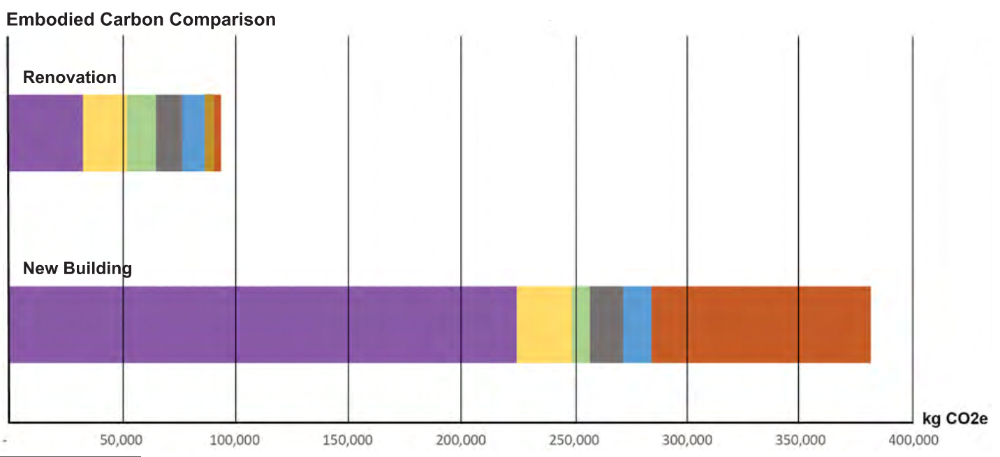 Embodied Carbon Comparison
Renovation
New Building
kg CO2e
- 50,000 100,000 150,000 200,000 250,000 300,000 350,000 400,000